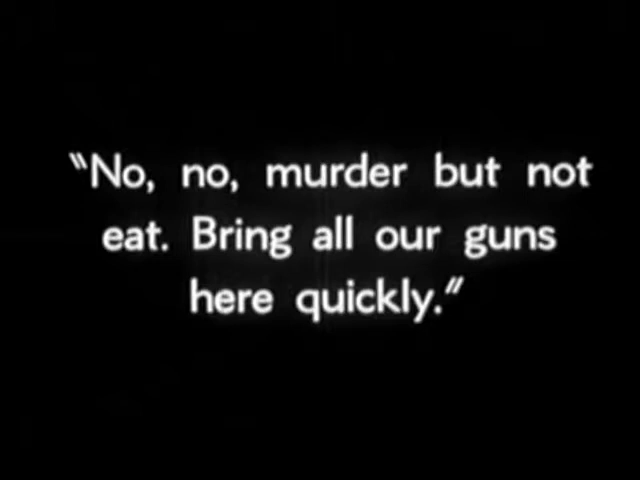 "No, no, murder but not
eat. Bring all our guns
here quickly."